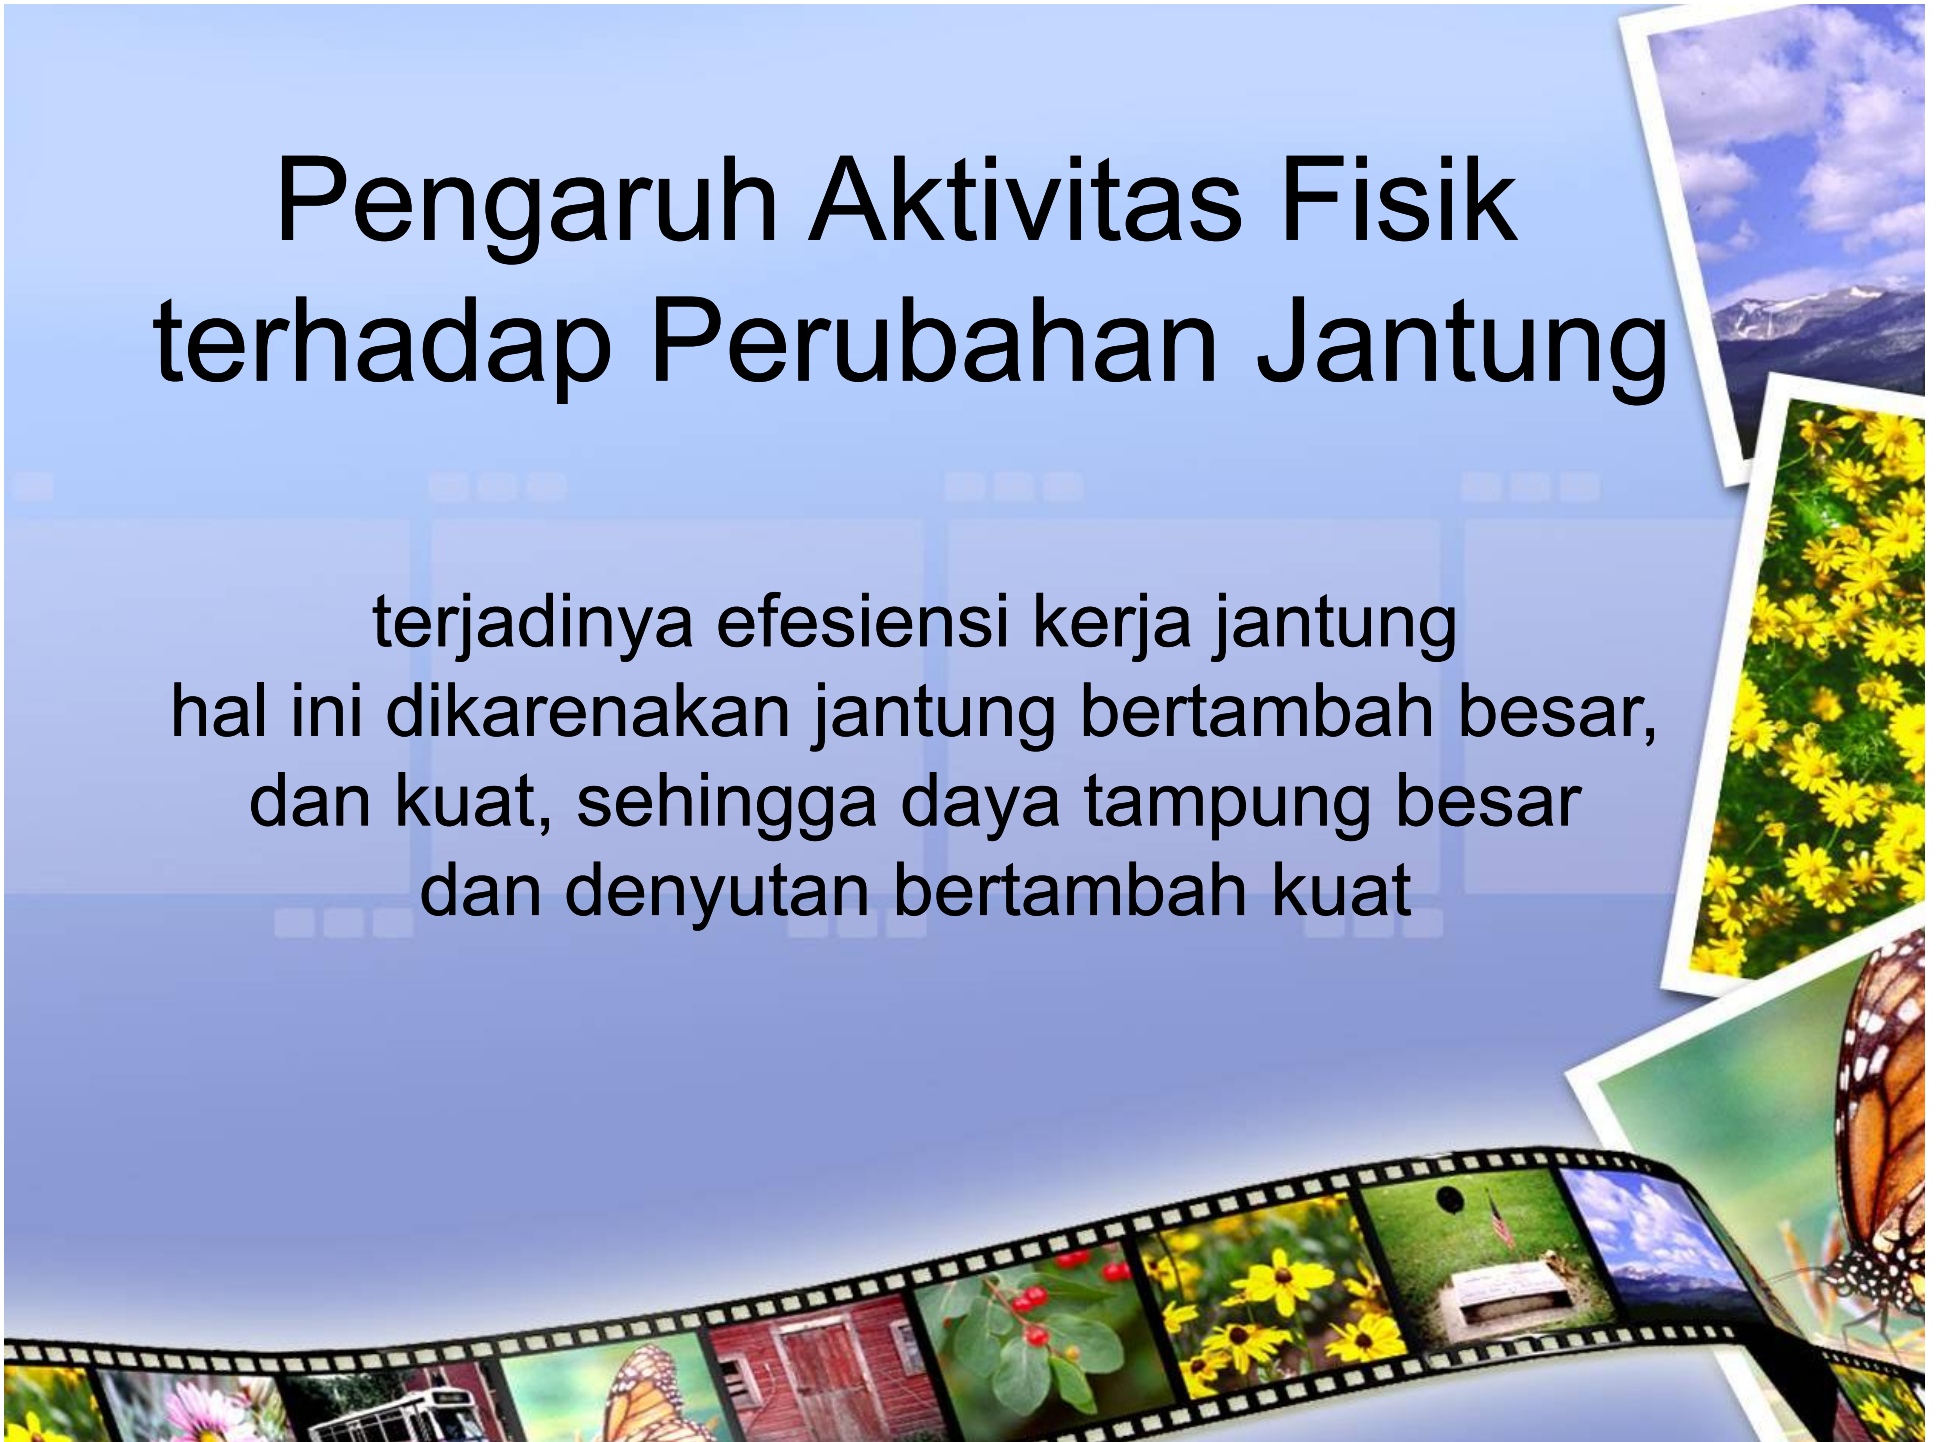 Pengaruh Aktivitas Fisik
terhadap Perubahan Jantung
terjadinya efesiensi kerja jantung
hal ini dikarenakan jantung bertambah besar,
dan kuat, sehingga daya tampung besar
dan denyutan bertambah kuat